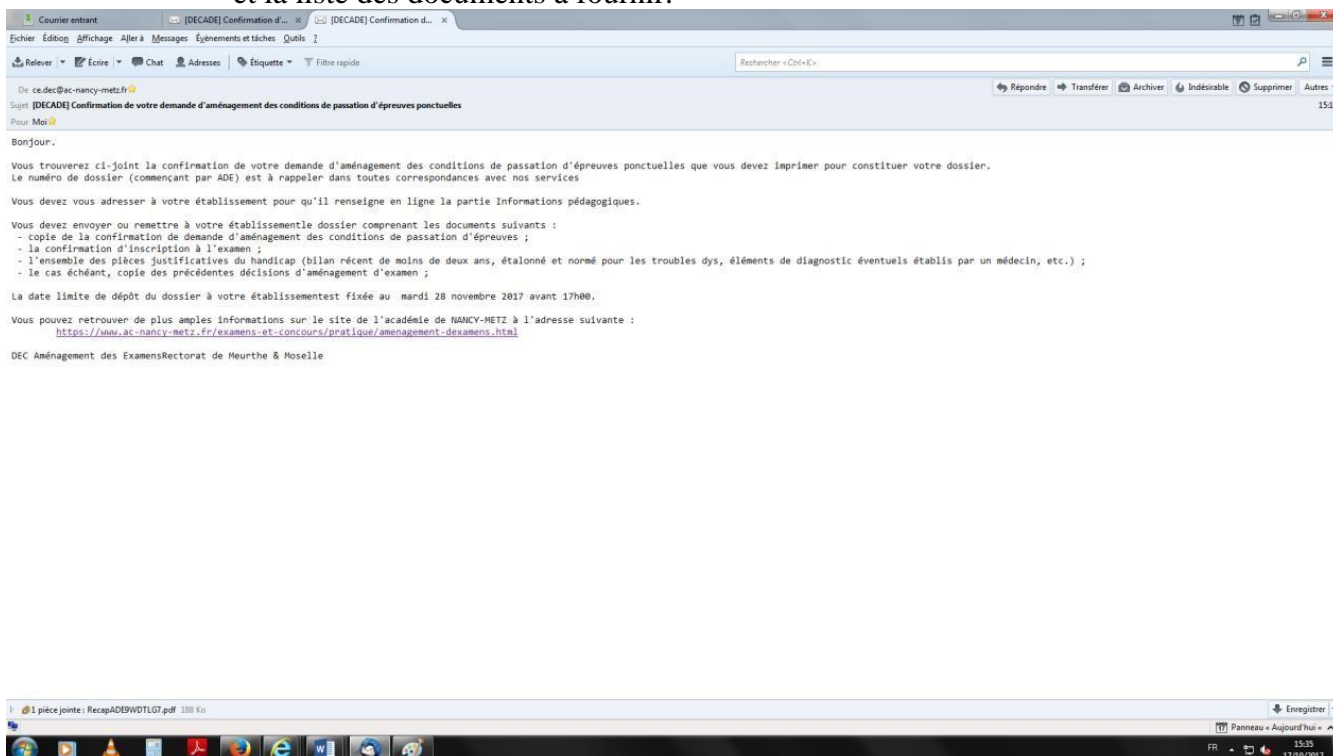 et la liste des documents à fournir.
Courrier entrant [DECADE] Confirmation d'... × [DECADE] Confirmation d... ×
Fichier Édition Affichage Aller à Messages Évènements et tâches Outils ?
Relever Écrire Chat Adresses Étiquette Filtre rapide Rechercher <Ctrl+K>
De ce.dec@ac-nancy-metz.fr Répondre Transférer Archiver Indésirable Supprimer Autres
Sujet [DECADE] Confirmation de votre demande d'aménagement des conditions de passation d'épreuves ponctuelles
Pour Moi
Bonjour.
Vous trouverez ci-joint la confirmation de votre demande d'aménagement des conditions de passation d'épreuves ponctuelles que vous devez imprimer pour constituer votre dossier.
Le numéro de dossier (commençant par ADE) est à rappeler dans toutes correspondances avec nos services
Vous devez vous adresser à votre établissement pour qu'il renseigne en ligne la partie Informations pédagogiques.
Vous devez envoyer ou remettre à votre établissementle dossier comprenant les documents suivants :
- copie de la confirmation de demande d'aménagement des conditions de passation d'épreuves ;
- la confirmation d'inscription à l'examen ;
- l'ensemble des pièces justificatives du handicap (bilan récent de moins de deux ans, étalonné et normé pour les troubles dys, éléments de diagnostic éventuels établis par un médecin, etc.) ;
- le cas échéant, copie des précédentes décisions d'aménagement d'examen ;
La date limite de dépôt du dossier à votre établissementest fixée au mardi 28 novembre 2017 avant 17h00.
Vous pouvez retrouver de plus amples informations sur le site de l'académie de NANCY-METZ à l'adresse suivante :
https://www.ac-nancy-metz.fr/examens-et-concours/pratique/amenagement-dexamens.html
DEC Aménagement des ExamensRectorat de Meurthe & Moselle
1 pièce jointe : RecapADE9WDTLG7.pdf 188 Ko Enregistrer
Panneau « Aujourd'hui »
FR 15:35
17/10/2017